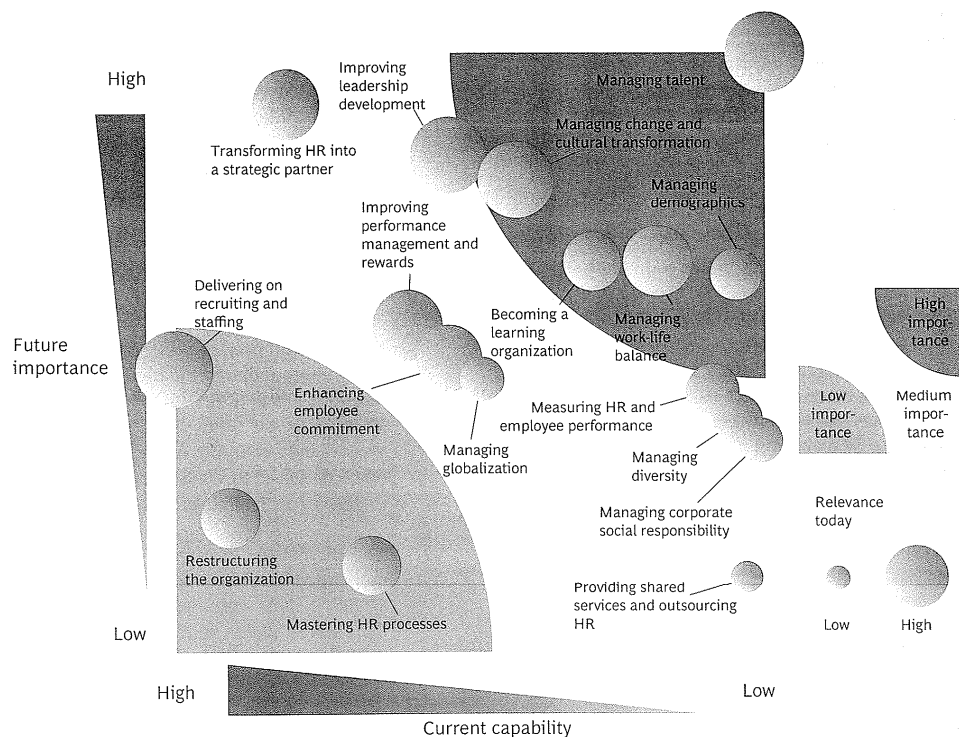 High
Improving
leadership
development
Managing talent
Transforming HR into
a strategic partner
Managing change and
cultural transformation
Managing
demographics
Improving
performance
management and
rewards
Delivering on
recruiting and
staffing
Future
importance
Becoming a
learning
organization
Managing
work-life
balance
High
impor-
tance
Enhancing
employee
commitment
Measuring HR and
employee performance
Low
impor-
tance
Medium
impor-
tance
Managing
globalization
Managing
diversity
Managing corporate
social responsibility
Relevance
today
Restructuring
the organization
Providing shared
services and outsourcing
HR
Mastering HR processes
Low
High
Low
High
Low
Current capability